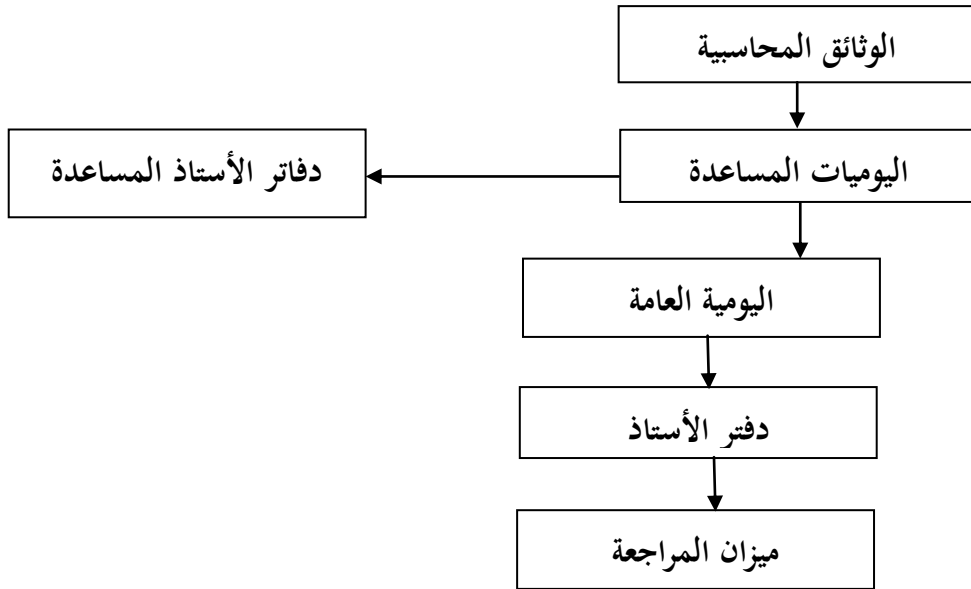 الوثائق المحاسبية
اليوميات المساعدة
دفاتر الأستاذ المساعدة
اليومية العامة
دفتر الأستاذ
ميزان المراجعة